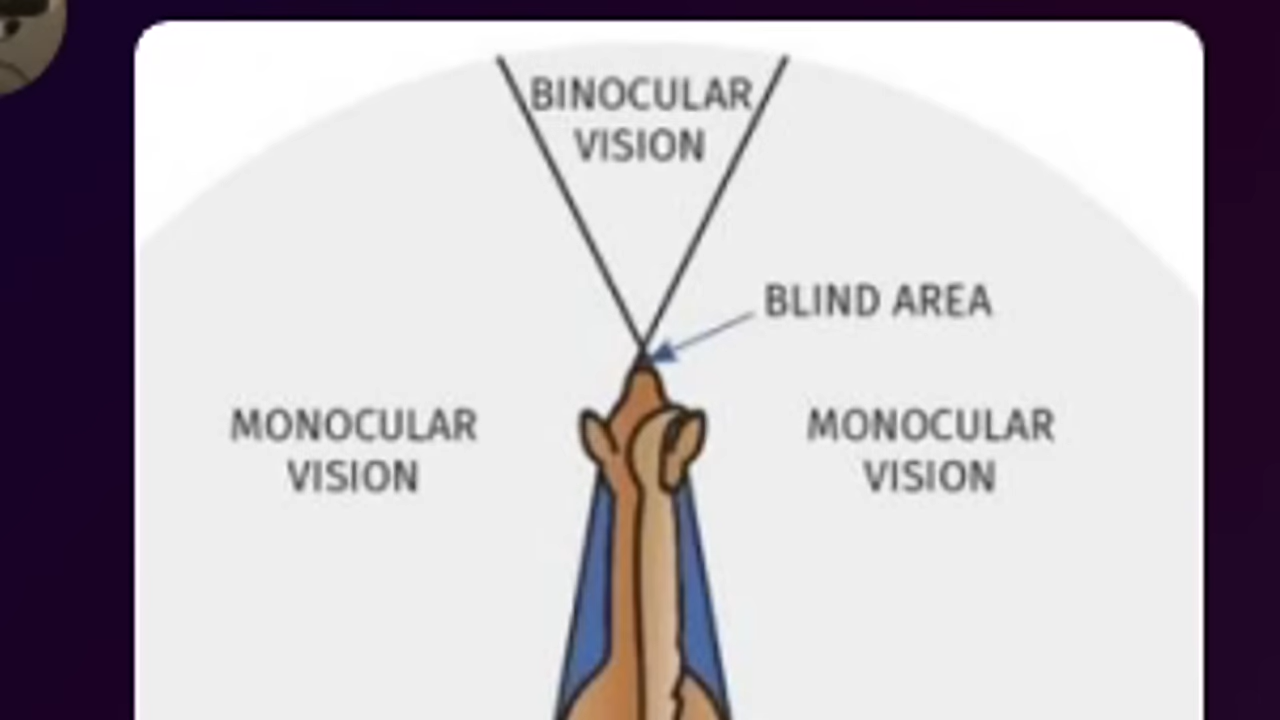 BINOCULAR
VISION
BLIND AREA
MONOCULAR
VISION
MONOCULAR
VISION